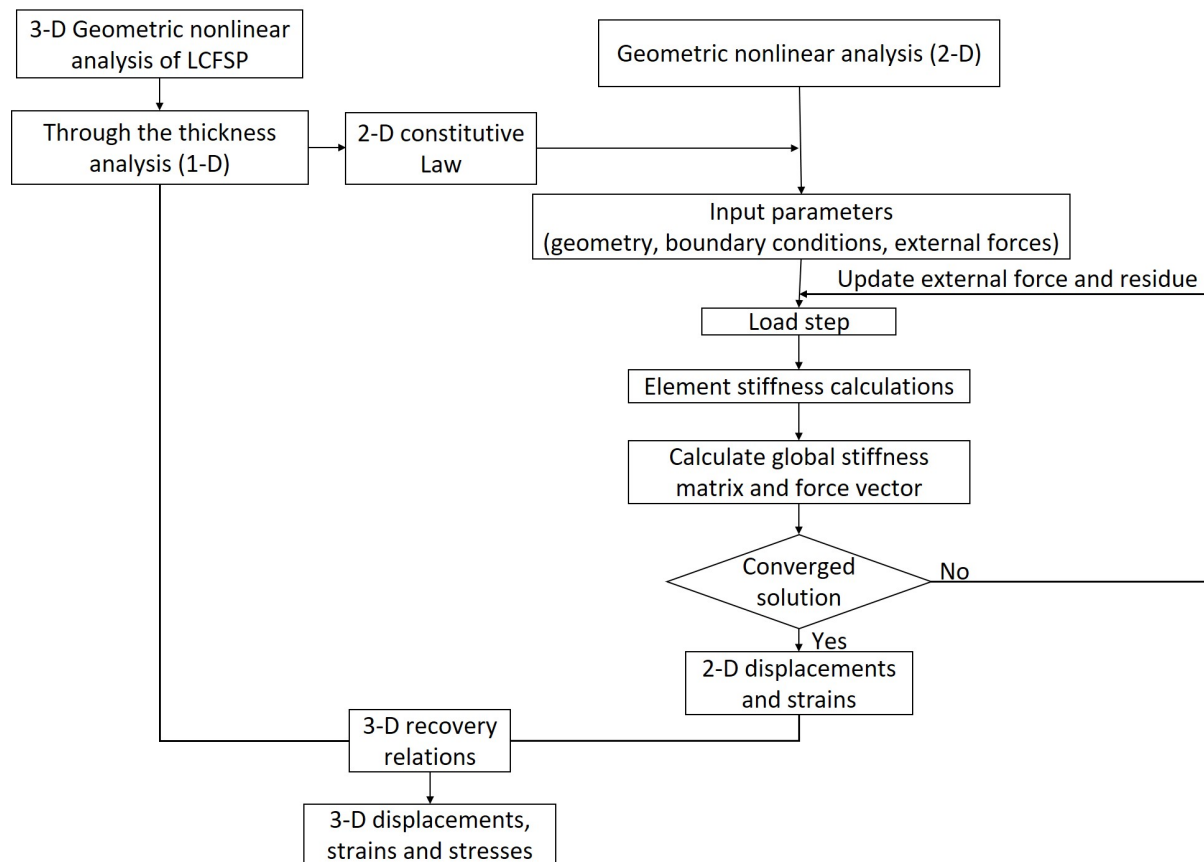 3-D Geometric nonlinear
analysis of LCFSP
Geometric nonlinear analysis (2-D)
Through the thickness
analysis (1-D)
2-D constitutive
Law
Input parameters
(geometry, boundary conditions, external forces)
Update external force and residue
Load step
Element stiffness calculations
Calculate global stiffness
matrix and force vector
Converged
solution
No
Yes
2-D displacements
and strains
3-D recovery
relations
3-D displacements,
strains and stresses